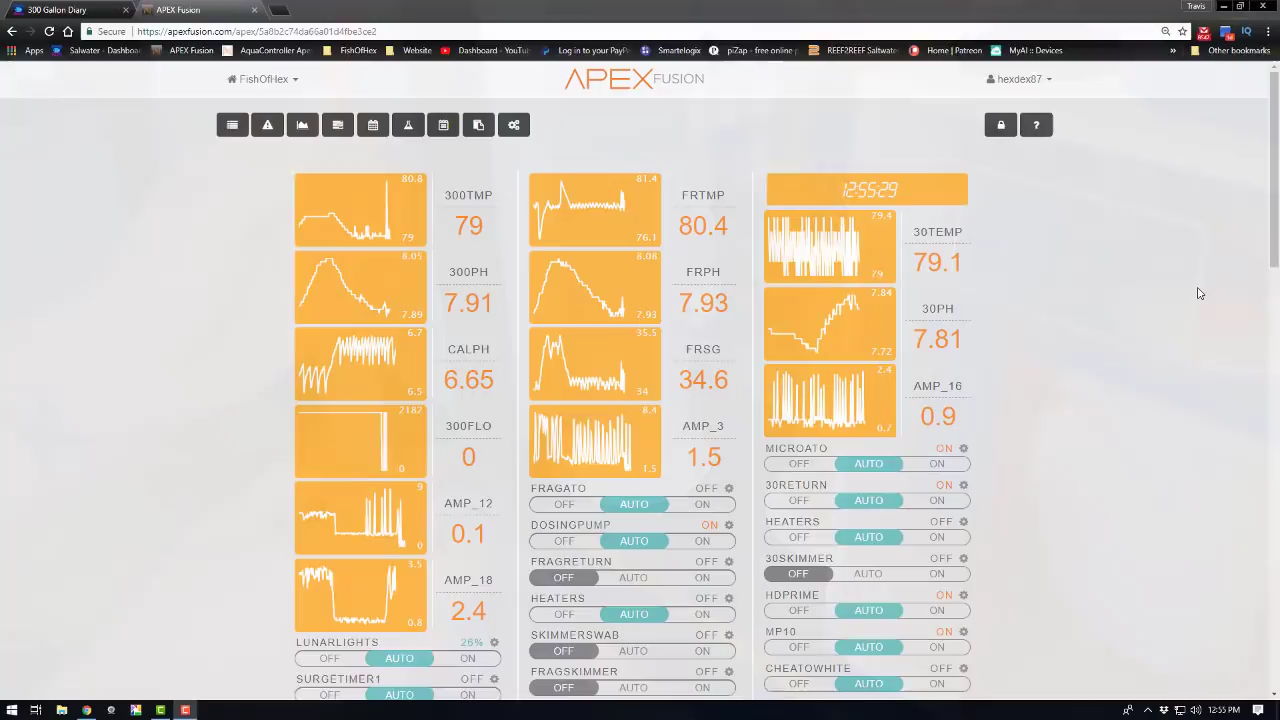 300 Gallon Diary
APEX Fusion
Travis
Secure
https://apexfusion.com/apex/5a8b2c74da66a01d4fbe3ce2
Apps
Salwater - Dashboa
APEX Fusion
AquaController Apex
FishOfHex
Website
Dashboard - YouTu
Log in to your PayP
Smartelogix
piZap - free online p
REEF2REEF Saltwat
Home | Patreon
MyAI :: Devices
»
Other bookmarks
FishOfHex
APEX FUSION
hexdex87
?
80.8
79
300TMP
79
8.05
7.89
300PH
7.91
6.7
6.5
CALPH
6.65
2182
0
300FLO
0
9
0
AMP_12
0.1
3.5
0.8
AMP_18
2.4
LUNARLIGHTS 26%
OFF AUTO ON
SURGETIMER1 OFF
OFF AUTO ON
81.4
76.1
FRTMP
80.4
8.08
7.93
FRPH
7.93
35.5
34
FRSG
34.6
8.4
1.5
AMP_3
1.5
FRAGATO OFF
OFF AUTO ON
DOSINGPUMP ON
OFF AUTO ON
FRAGRETURN OFF
OFF AUTO ON
HEATERS OFF
OFF AUTO ON
SKIMMERSWAB OFF
OFF AUTO ON
FRAGSKIMMER OFF
OFF AUTO ON
12:55:29
79.4
79
30TEMP
79.1
7.84
7.72
30PH
7.81
2.4
0.7
AMP_16
0.9
MICROATO ON
OFF AUTO ON
30RETURN ON
OFF AUTO ON
HEATERS OFF
OFF AUTO ON
30SKIMMER OFF
OFF AUTO ON
HDPRIME ON
OFF AUTO ON
MP10 ON
OFF AUTO ON
CHEATOWHITE OFF
OFF AUTO ON
12:55 PM